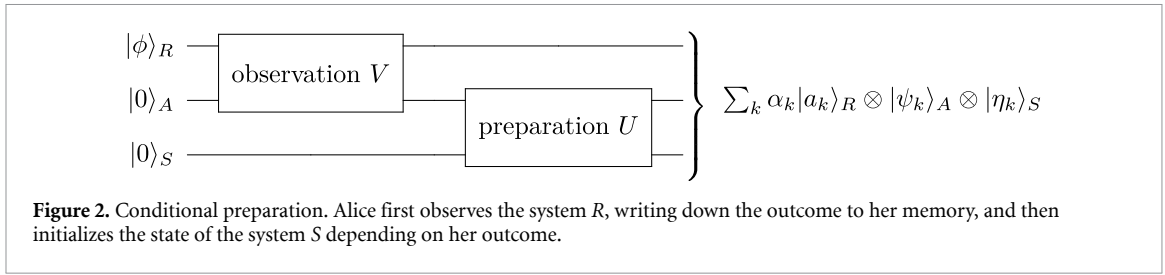 |ϕ⟩_R
observation V
|0⟩_A
∑_k α_k|a_k⟩_R ⊗ |ψ_k⟩_A ⊗ |η_k⟩_S
preparation U
|0⟩_S
Figure 2. Conditional preparation. Alice first observes the system R, writing down the outcome to her memory, and then
initializes the state of the system S depending on her outcome.